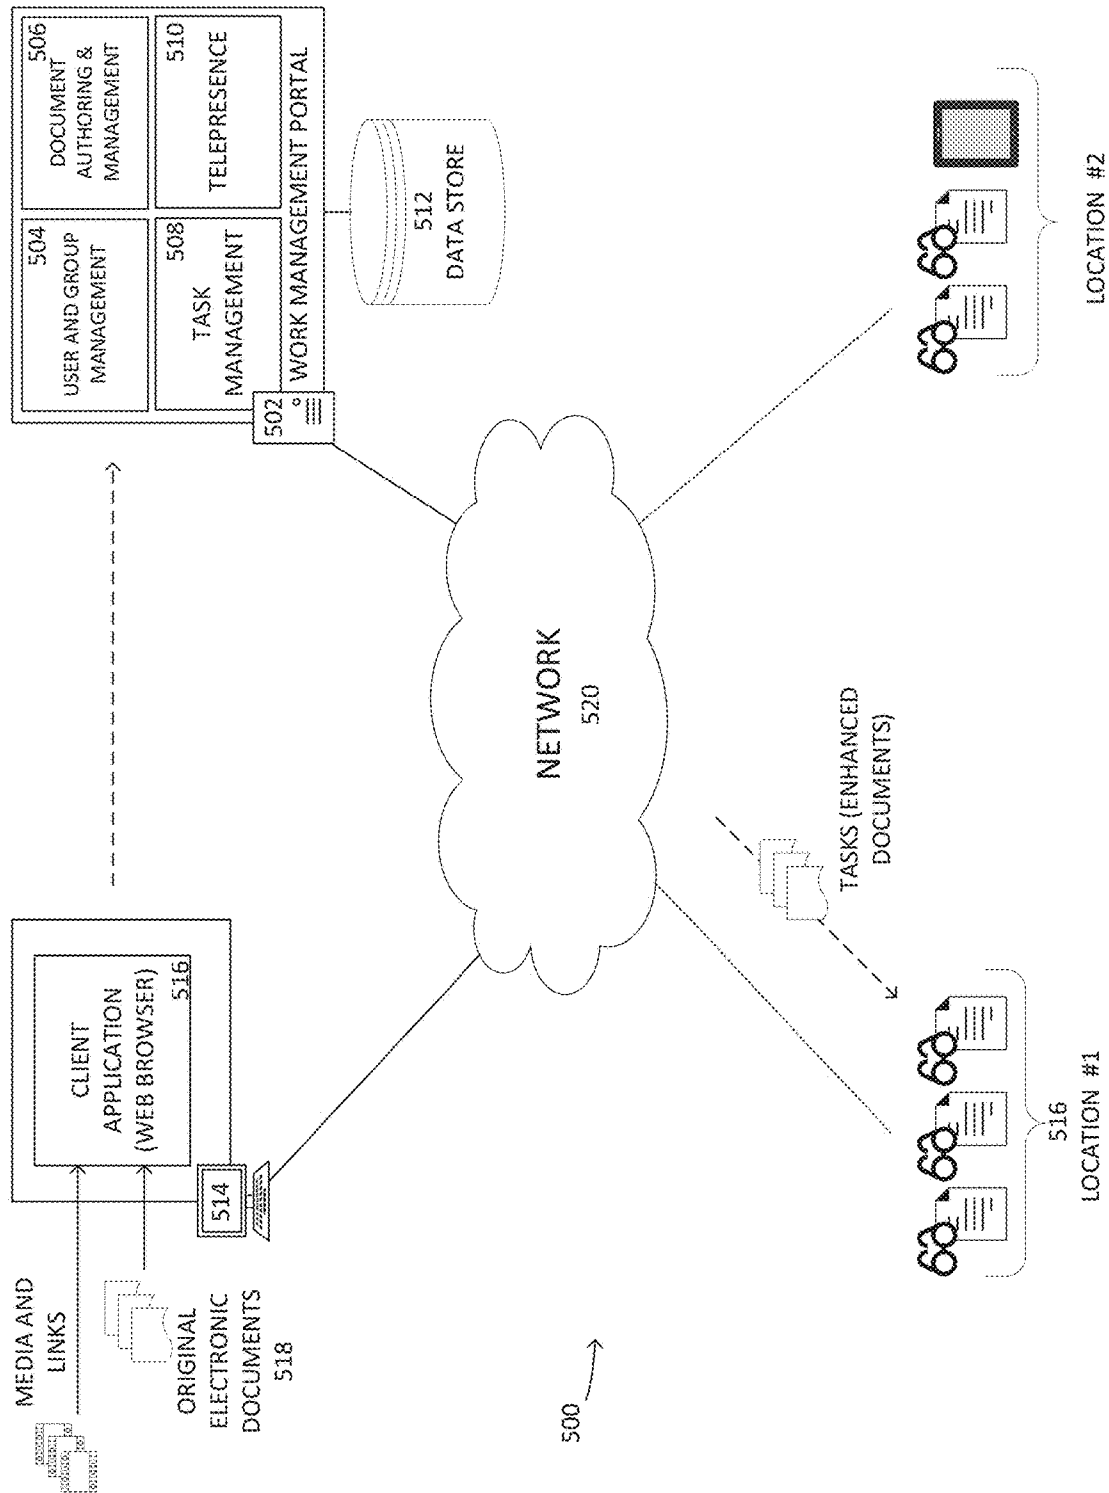 MEDIA AND
LINKS
ORIGINAL
ELECTRONIC
DOCUMENTS
518
CLIENT
APPLICATION
(WEB BROWSER)
516
514
504
USER AND GROUP
MANAGEMENT
506
DOCUMENT
AUTHORING &
MANAGEMENT
508
TASK
MANAGEMENT
510
TELEPRESENCE
502
WORK MANAGEMENT PORTAL
512
DATA STORE
NETWORK
520
500
TASKS (ENHANCED
DOCUMENTS)
516
LOCATION #1
LOCATION #2